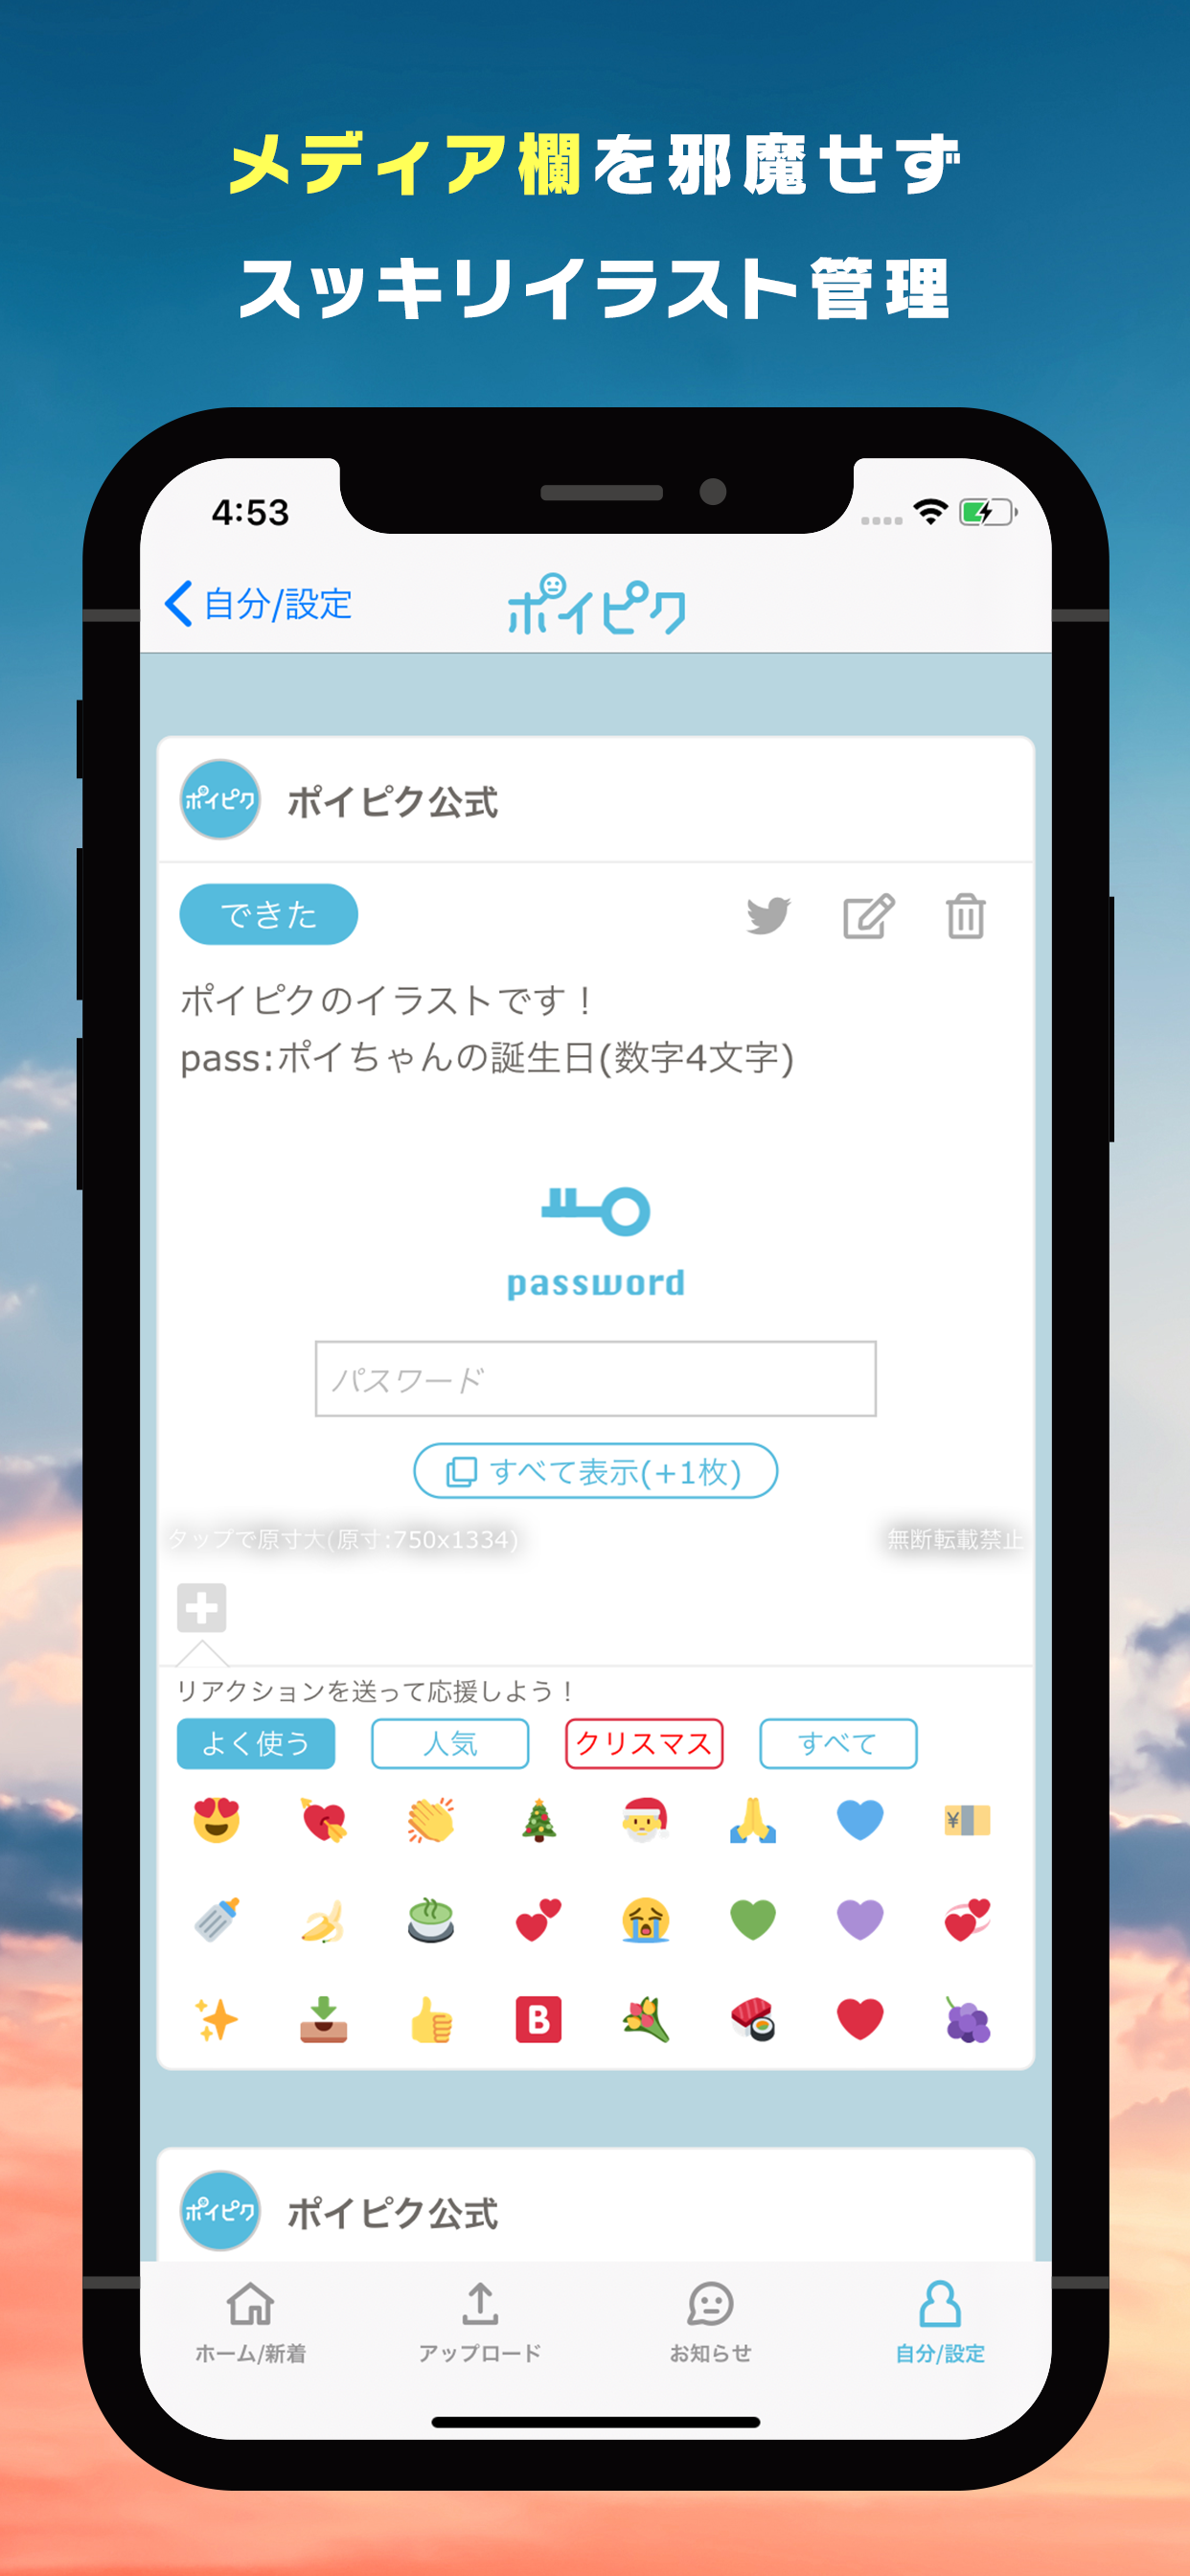 メディア欄を邪魔せず
スッキリイラスト管理
4:53
自分/設定
ポイピク
ポイピク
ポイピク公式
できた
ポイピクのイラストです！
pass:ポイちゃんの誕生日(数字4文字)
password
パスワード
すべて表示(+1枚)
タップで原寸大(原寸:750x1334)
無断転載禁止
リアクションを送って応援しよう！
よく使う
人気
クリスマス
すべて
B
ポイピク
ポイピク公式
ホーム/新着
アップロード
お知らせ
自分/設定